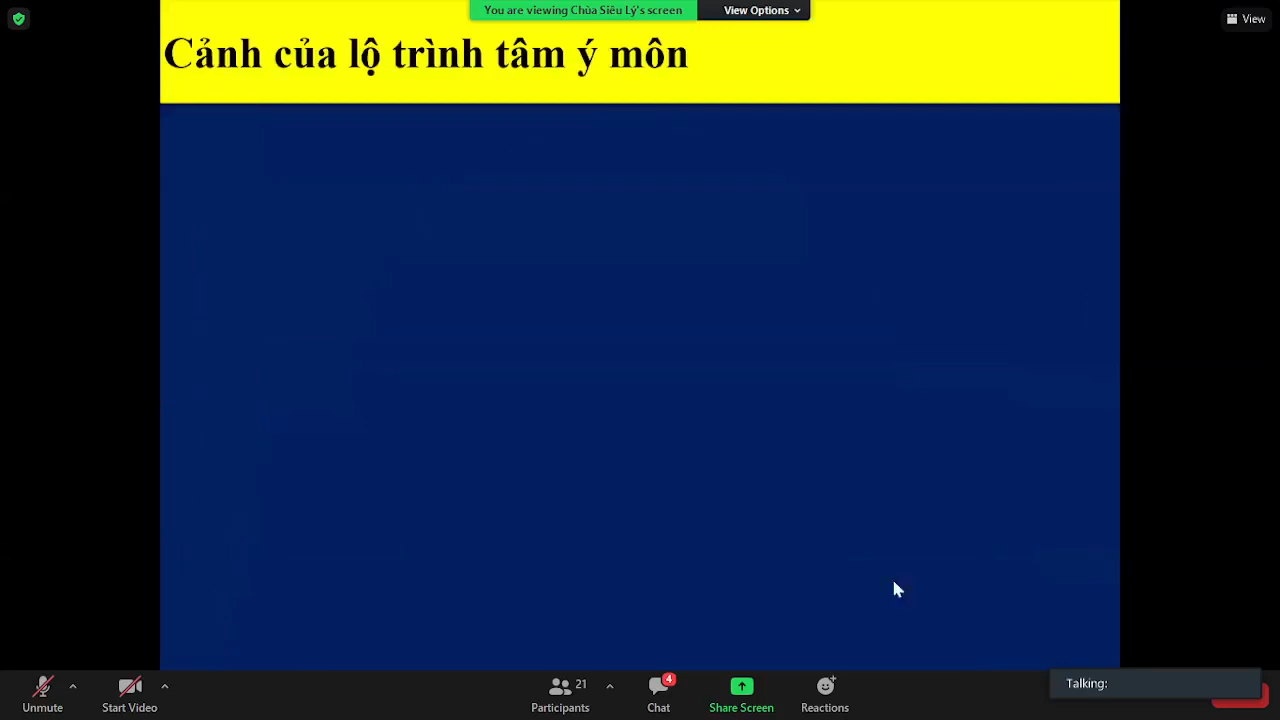 You are viewing Chùa Siêu Lý's screen
View Options
View
Cảnh của lộ trình tâm ý môn
Talking:
21
4
Unmute
Start Video
Participants
Chat
Share Screen
Reactions